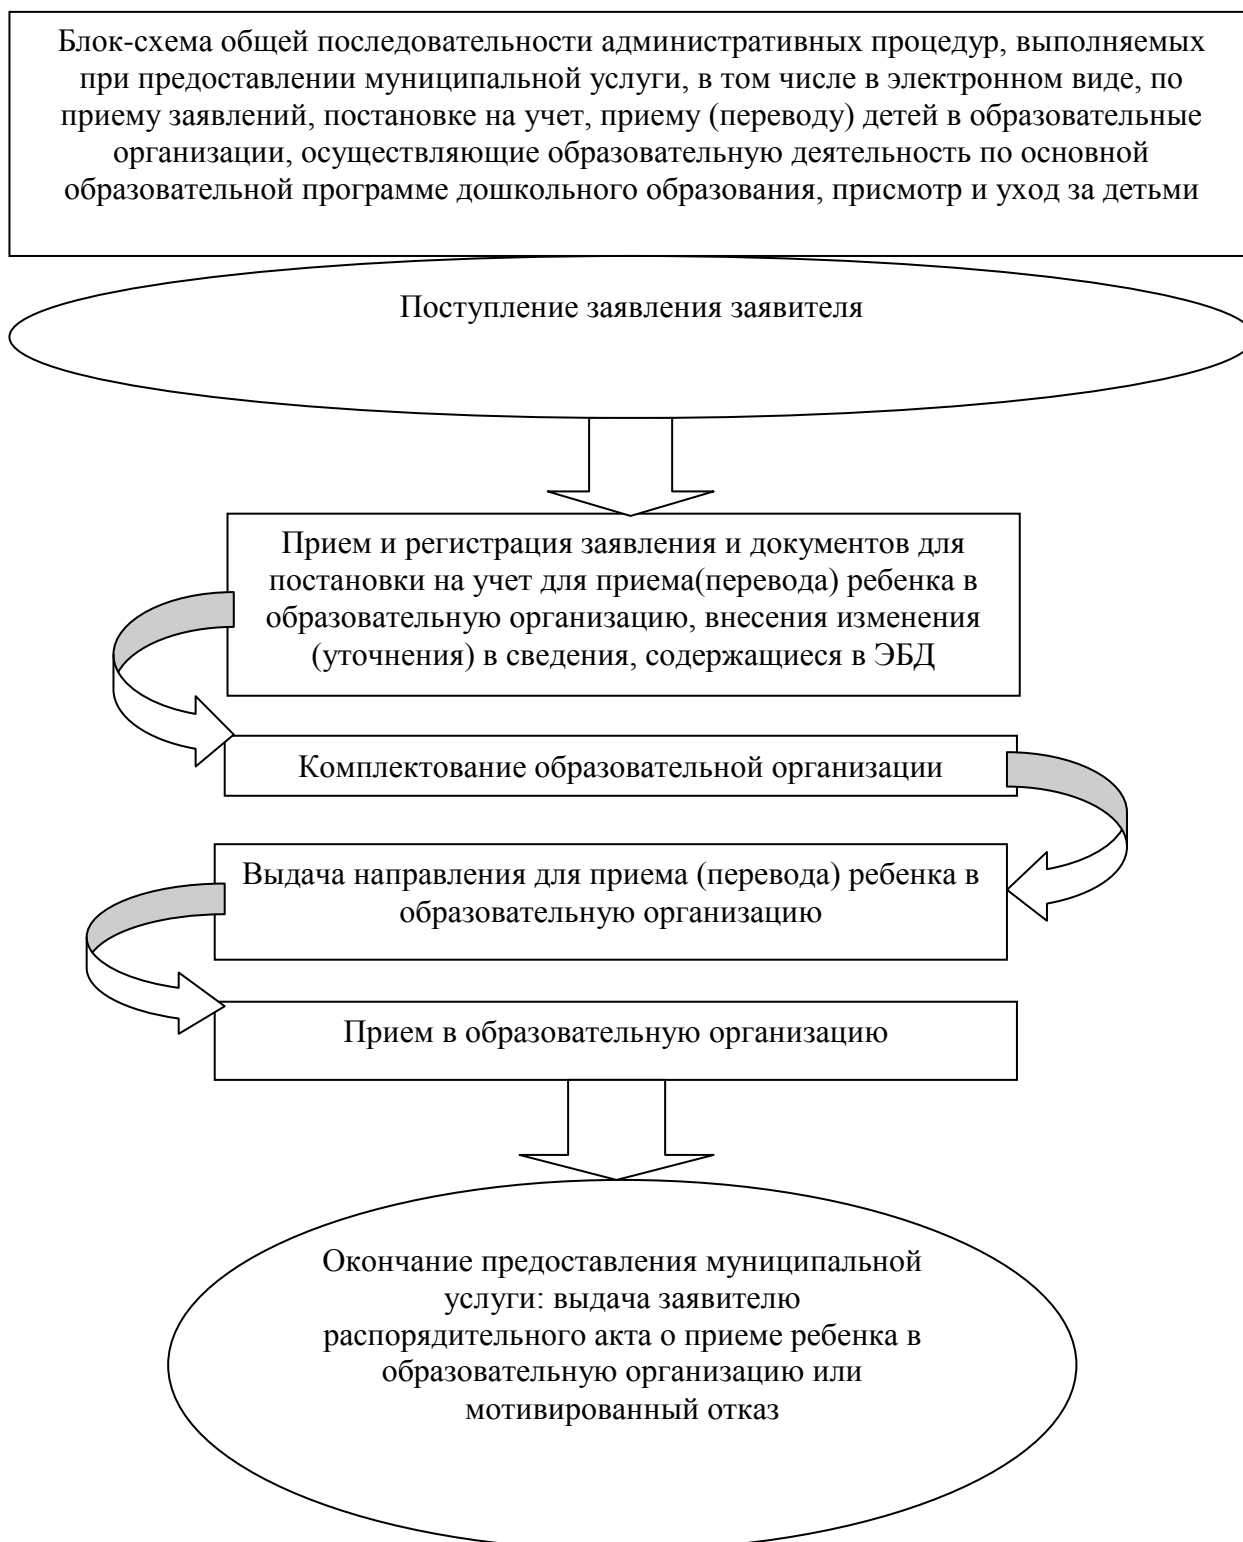 Блок-схема общей последовательности административных процедур, выполняемых
при предоставлении муниципальной услуги, в том числе в электронном виде, по
приему заявлений, постановке на учет, приему (переводу) детей в образовательные
организации, осуществляющие образовательную деятельность по основной
образовательной программе дошкольного образования, присмотр и уход за детьми
Поступление заявления заявителя
Прием и регистрация заявления и документов для
постановки на учет для приема(перевода) ребенка в
образовательную организацию, внесения изменения
(уточнения) в сведения, содержащиеся в ЭБД
Комплектование образовательной организации
Выдача направления для приема (перевода) ребенка в
образовательную организацию
Прием в образовательную организацию
Окончание предоставления муниципальной
услуги: выдача заявителю
распорядительного акта о приеме ребенка в
образовательную организацию или
мотивированный отказ